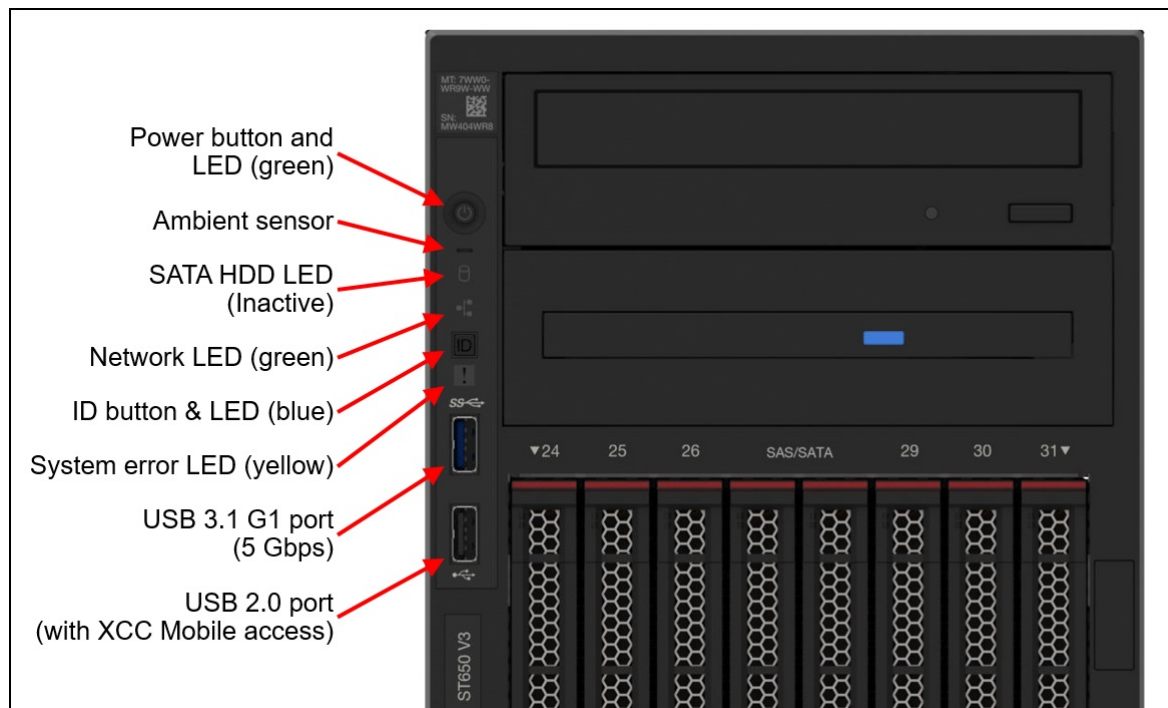 MT: 7WW0-
WR9W-WW
SN:
MW404WR8
Power button and
LED (green)
Ambient sensor
SATA HDD LED
(Inactive)
Network LED (green)
ID button & LED (blue)
System error LED (yellow)
USB 3.1 G1 port
(5 Gbps)
USB 2.0 port
(with XCC Mobile access)
ID
!
SS
▼24 25 26 SAS/SATA 29 30 31▼
ST650 V3